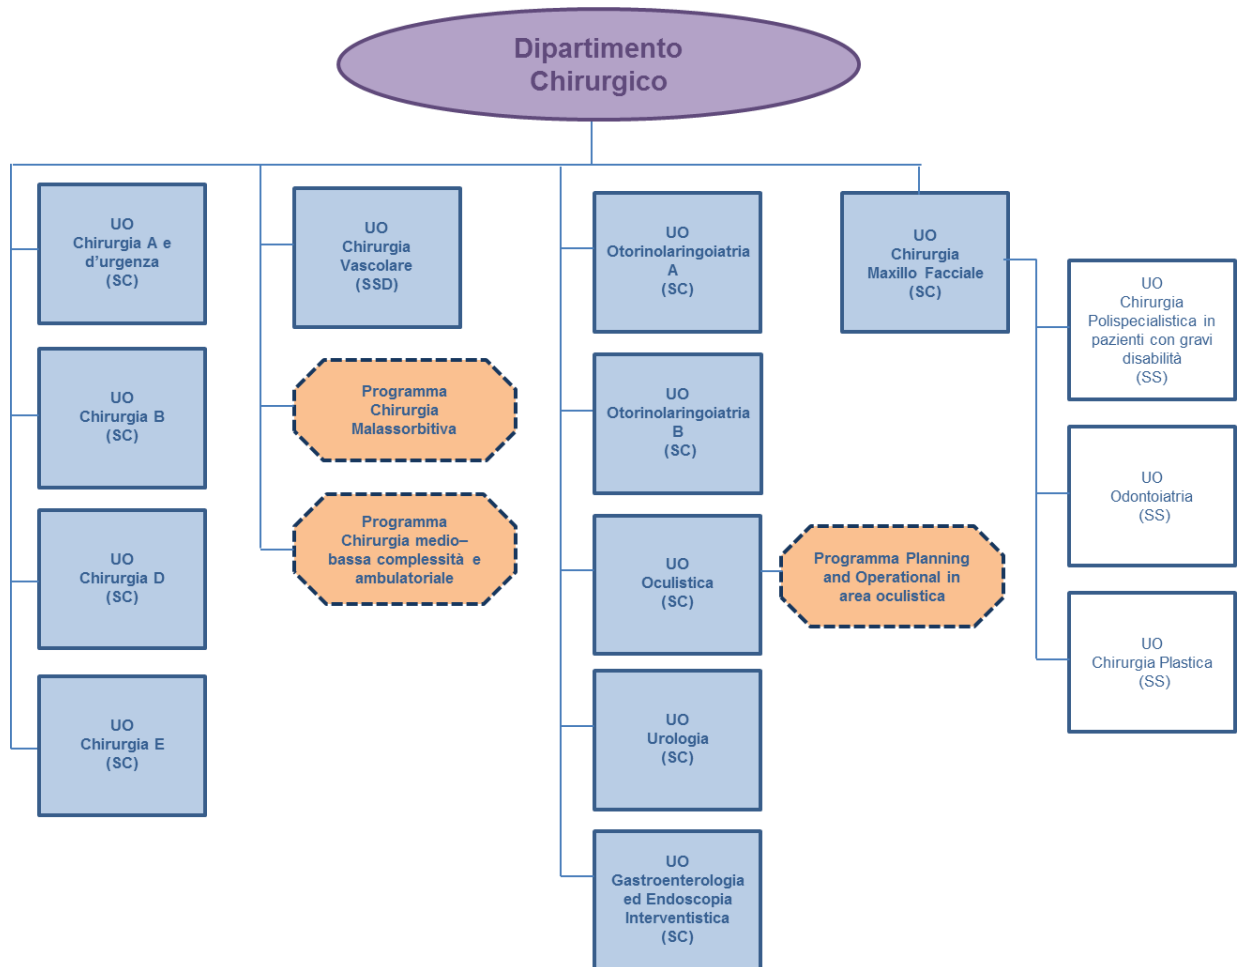 Dipartimento
Chirurgico
UO
Chirurgia A e
d'urgenza
(SC)
UO
Chirurgia B
(SC)
UO
Chirurgia D
(SC)
UO
Chirurgia E
(SC)
UO
Chirurgia
Vascolare
(SSD)
Programma
Chirurgia
Malassorbitiva
Programma
Chirurgia medio–
bassa complessità e
ambulatoriale
UO
Otorinolaringoiatria
A
(SC)
UO
Otorinolaringoiatria
B
(SC)
UO
Oculistica
(SC)
Programma Planning
and Operational in
area oculistica
UO
Urologia
(SC)
UO
Gastroenterologia
ed Endoscopia
Interventistica
(SC)
UO
Chirurgia
Maxillo Facciale
(SC)
UO
Chirurgia
Polispecialistica in
pazienti con gravi
disabilità
(SS)
UO
Odontoiatria
(SS)
UO
Chirurgia Plastica
(SS)